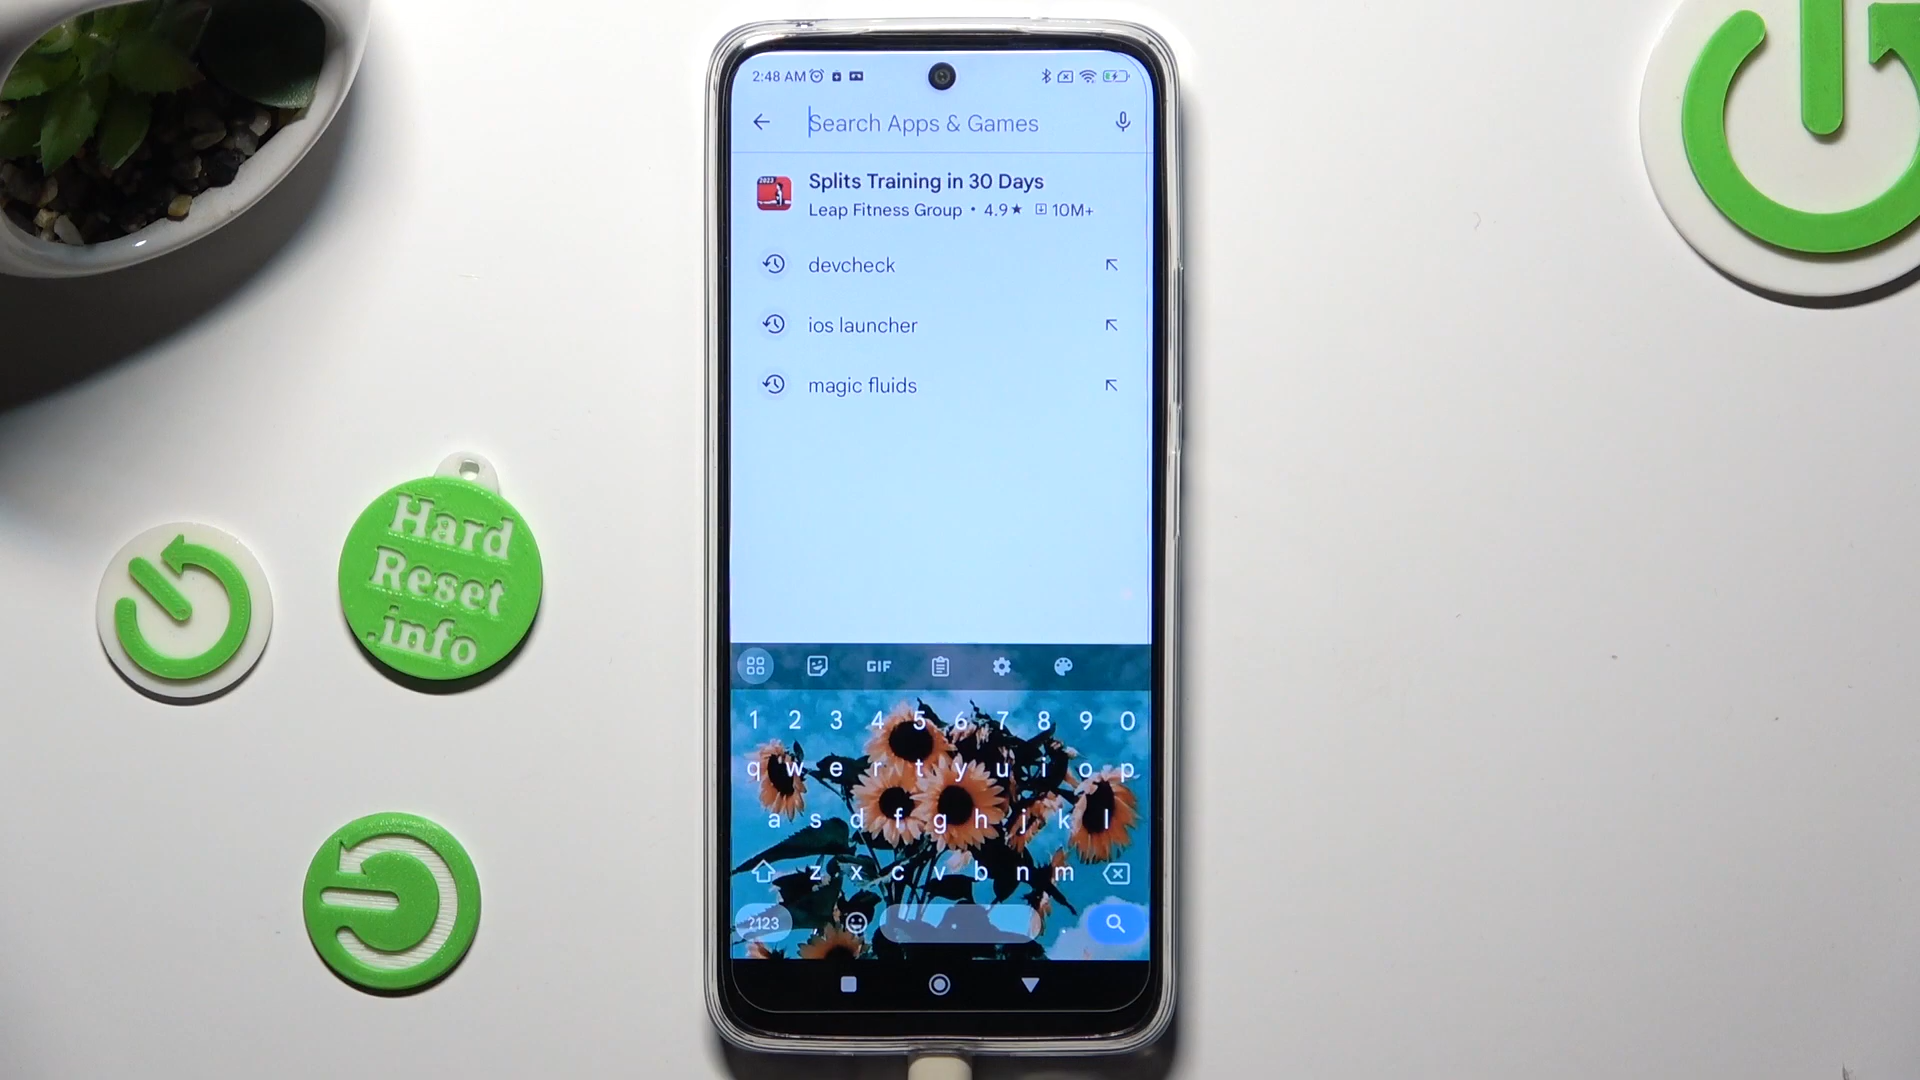 2:48 AM
Search Apps & Games
2023
Splits Training in 30 Days
Leap Fitness Group • 4.9★ 10M+
devcheck
ios launcher
magic fluids
GIF
1 2 3 4 5 6 7 8 9 0
q w e r t y u i o p
a s d f g h j k l
z x c v b n m
?123 , .
Hard
Reset
.info